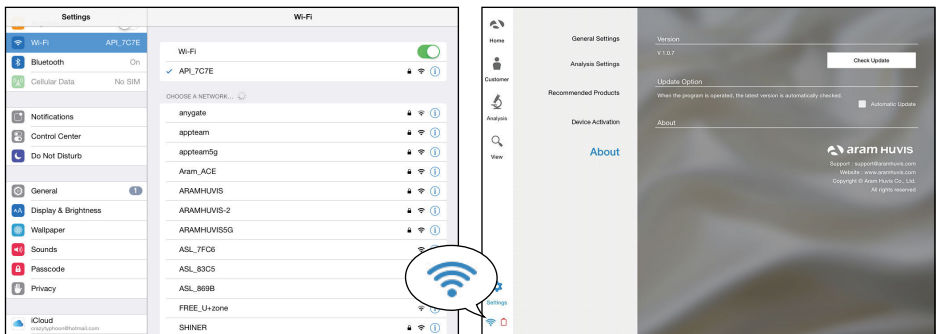 Settings
Wi-Fi
Wi-Fi
API_7C7E
Bluetooth
On
Cellular Data
No SIM
Notifications
Control Center
Do Not Disturb
General
1
AA
Display & Brightness
Wallpaper
Sounds
Passcode
Privacy
iCloud
crazytyphoon@hotmail.com
Wi-Fi
API_7C7E
CHOOSE A NETWORK...
anygate
appteam
appteam5g
Aram_ACE
ARAMHUVIS
ARAMHUVIS-2
ARAMHUVIS5G
ASL_7FC6
ASL_83C5
ASL_869B
FREE_U+zone
SHINER
Home
Customer
Analysis
View
Settings
General Settings
Analysis Settings
Recommended Products
Device Activation
About
Version
V 1.0.7
Check Update
Update Option
When the program is operated, the latest version is automatically checked.
Automatic Update
About
aram HUVIS
Support : support@aramhuvis.com
Website : www.aramhuvis.com
Copyright © Aram Huvis Co., Ltd.
All rights reserved